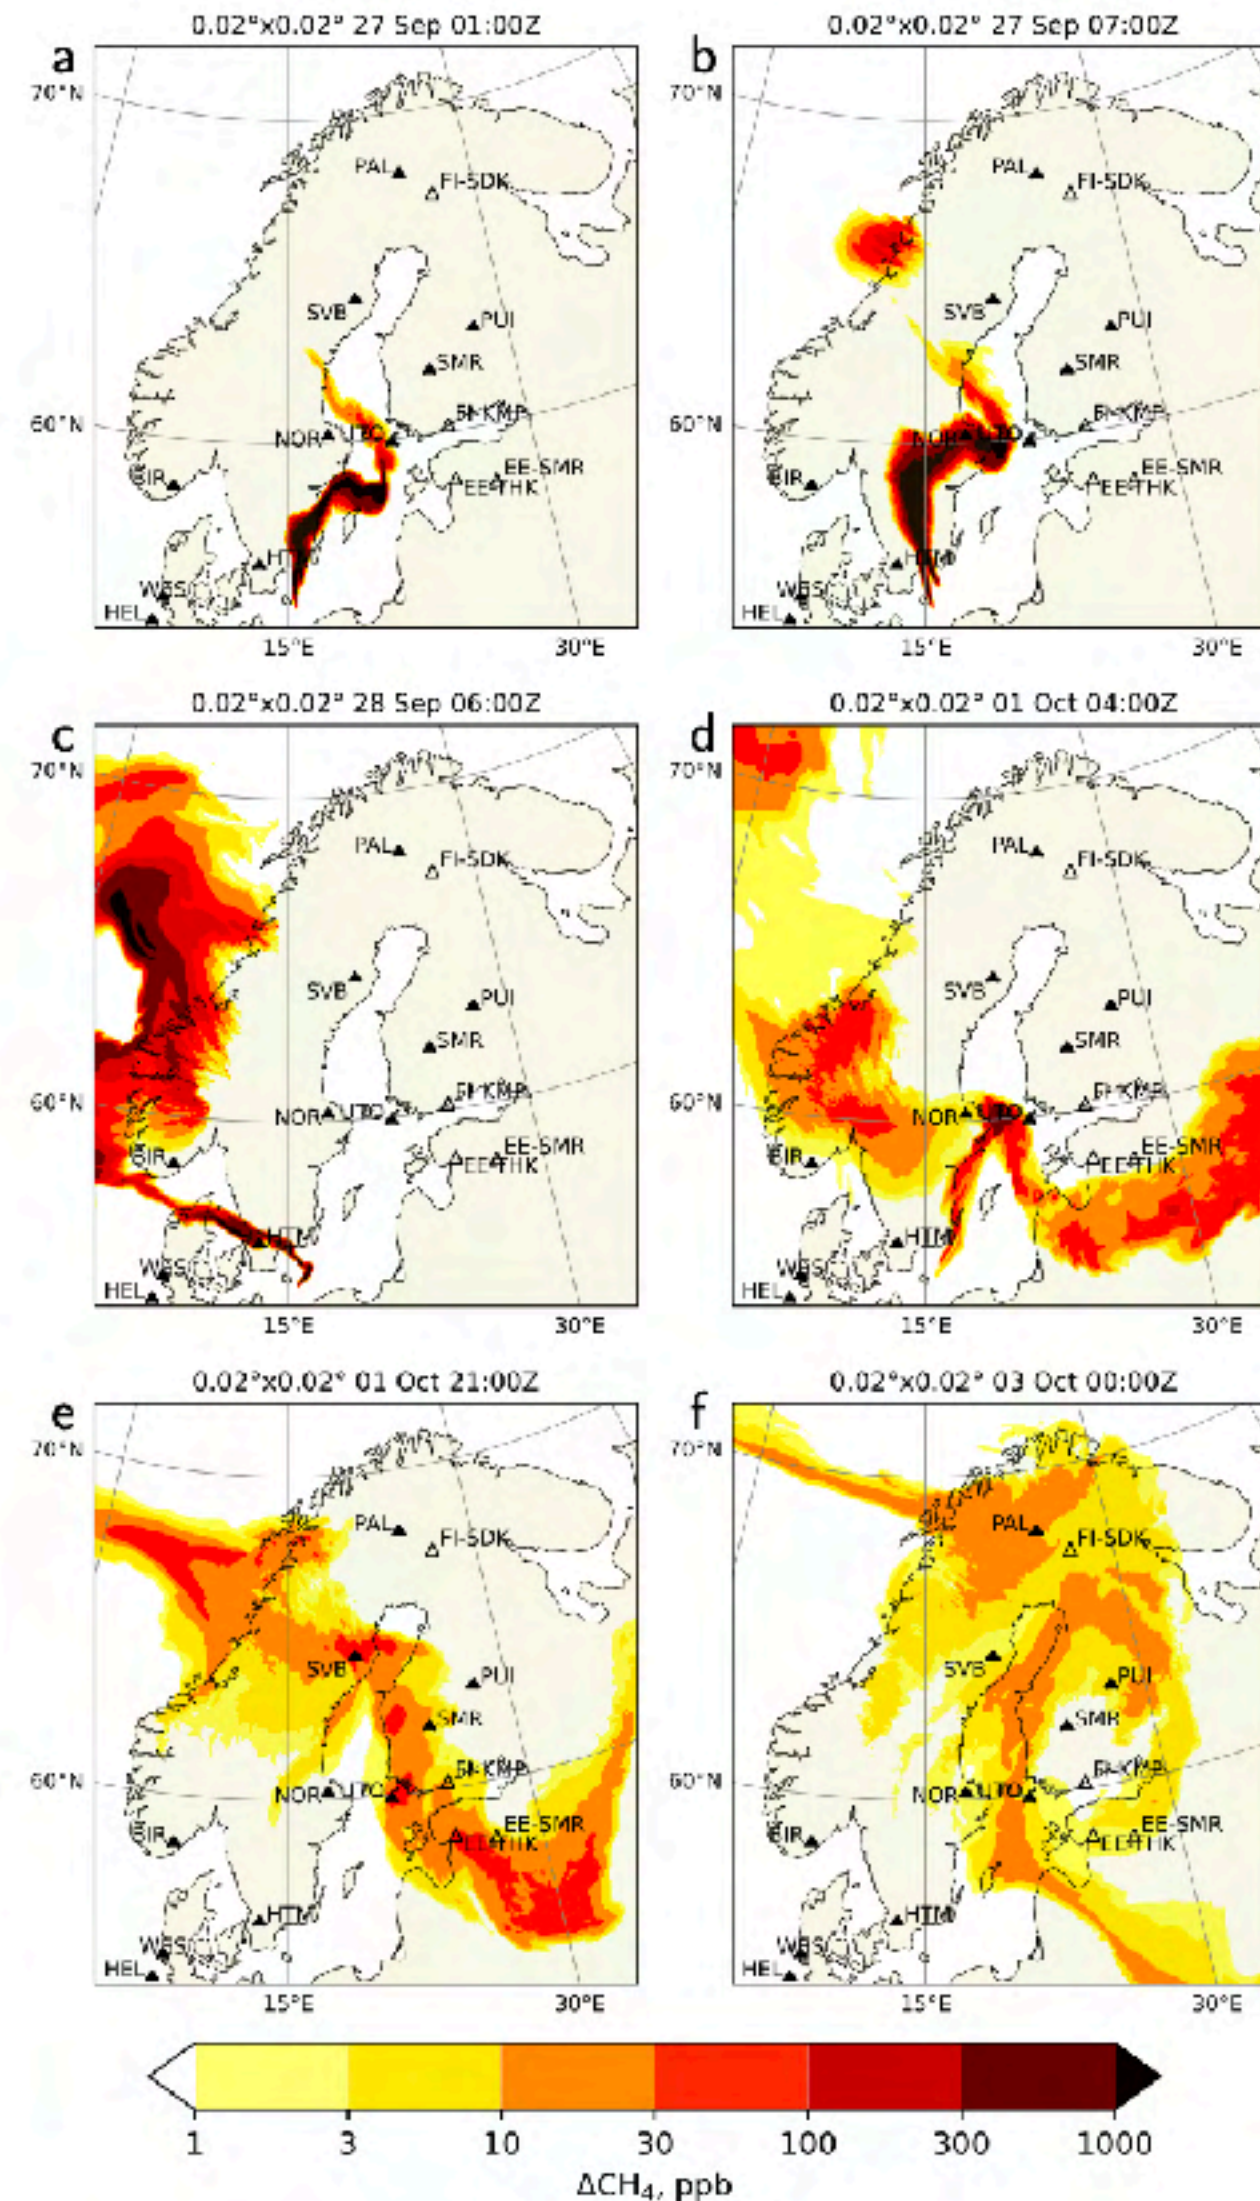 0.02°x0.02° 27 Sep 01:00Z
a
70°N
60°N
PAL
FI-SDK
SVB
PUI
SMR
FI-KMP
NOR
UTO
BIR
EE-SMR
EE-THK
HTM
WES
HEL
15°E
30°E
0.02°x0.02° 27 Sep 07:00Z
b
70°N
60°N
PAL
FI-SDK
SVB
PUI
SMR
FI-KMP
NOR
UTO
BIR
EE-SMR
EE-THK
HTM
WES
HEL
15°E
30°E
0.02°x0.02° 28 Sep 06:00Z
c
70°N
60°N
PAL
FI-SDK
SVB
PUI
SMR
FI-KMP
NOR
UTO
BIR
EE-SMR
EE-THK
HTM
WES
HEL
15°E
30°E
0.02°x0.02° 01 Oct 04:00Z
d
70°N
60°N
PAL
FI-SDK
SVB
PUI
SMR
FI-KMP
NOR
UTO
BIR
EE-SMR
EE-THK
HTM
WES
HEL
15°E
30°E
0.02°x0.02° 01 Oct 21:00Z
e
70°N
60°N
PAL
FI-SDK
SVB
PUI
SMR
FI-KMP
NOR
UTO
BIR
EE-SMR
EE-THK
HTM
WES
HEL
15°E
30°E
0.02°x0.02° 03 Oct 00:00Z
f
70°N
60°N
PAL
FI-SDK
SVB
PUI
SMR
FI-KMP
NOR
UTO
BIR
EE-SMR
EE-THK
HTM
WES
HEL
15°E
30°E
1 3 10 30 100 300 1000
ΔCH₄, ppb